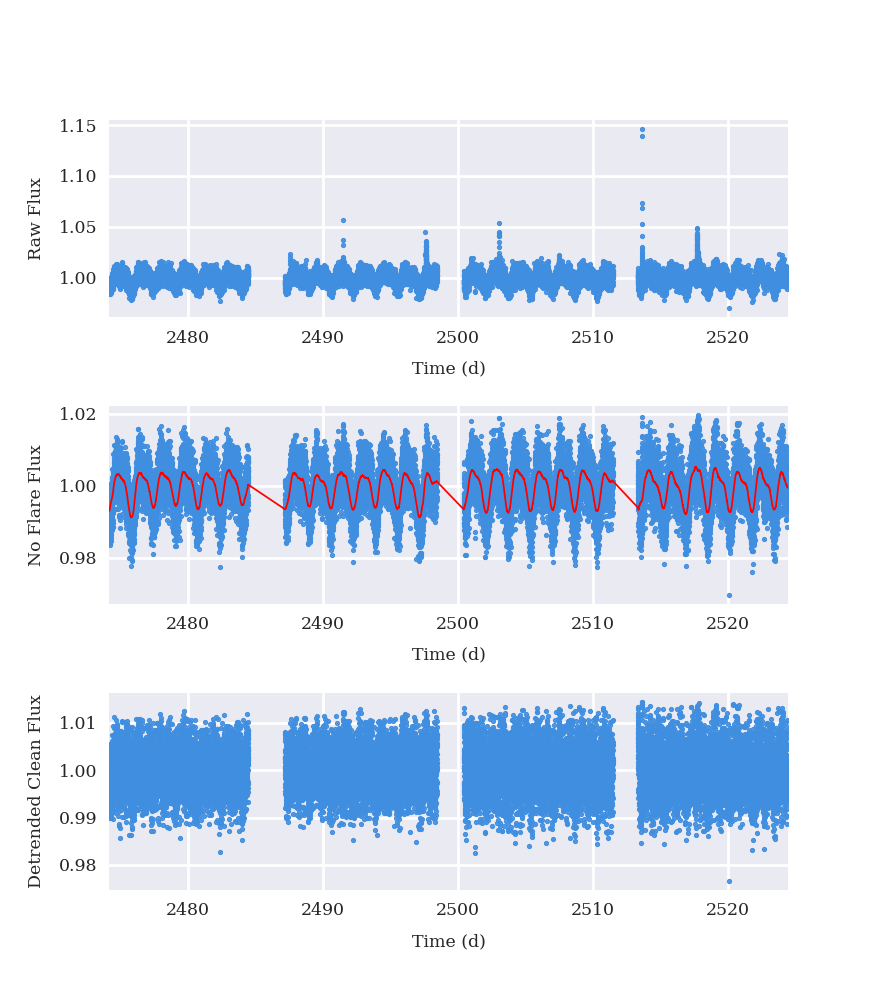 1.15
1.10
1.05
1.00
Raw Flux
2480 2490 2500 2510 2520
Time (d)
1.02
1.00
0.98
No Flare Flux
2480 2490 2500 2510 2520
Time (d)
1.01
1.00
0.99
0.98
Detrended Clean Flux
2480 2490 2500 2510 2520
Time (d)